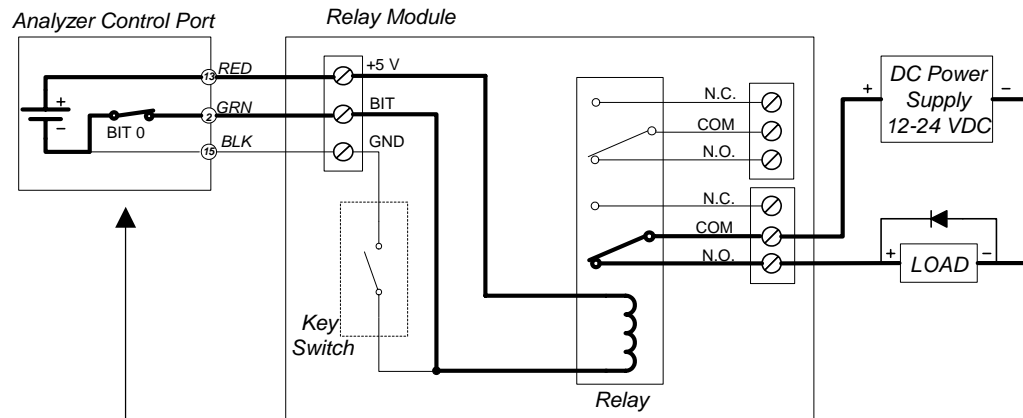 Analyzer Control Port
Relay Module
13
RED
+5 V
+
−
BIT 0
2
GRN
BIT
15
BLK
GND
N.C.
COM
N.O.
N.C.
COM
N.O.
+
DC Power
Supply
12-24 VDC
−
+
LOAD
−
Key
Switch
Relay